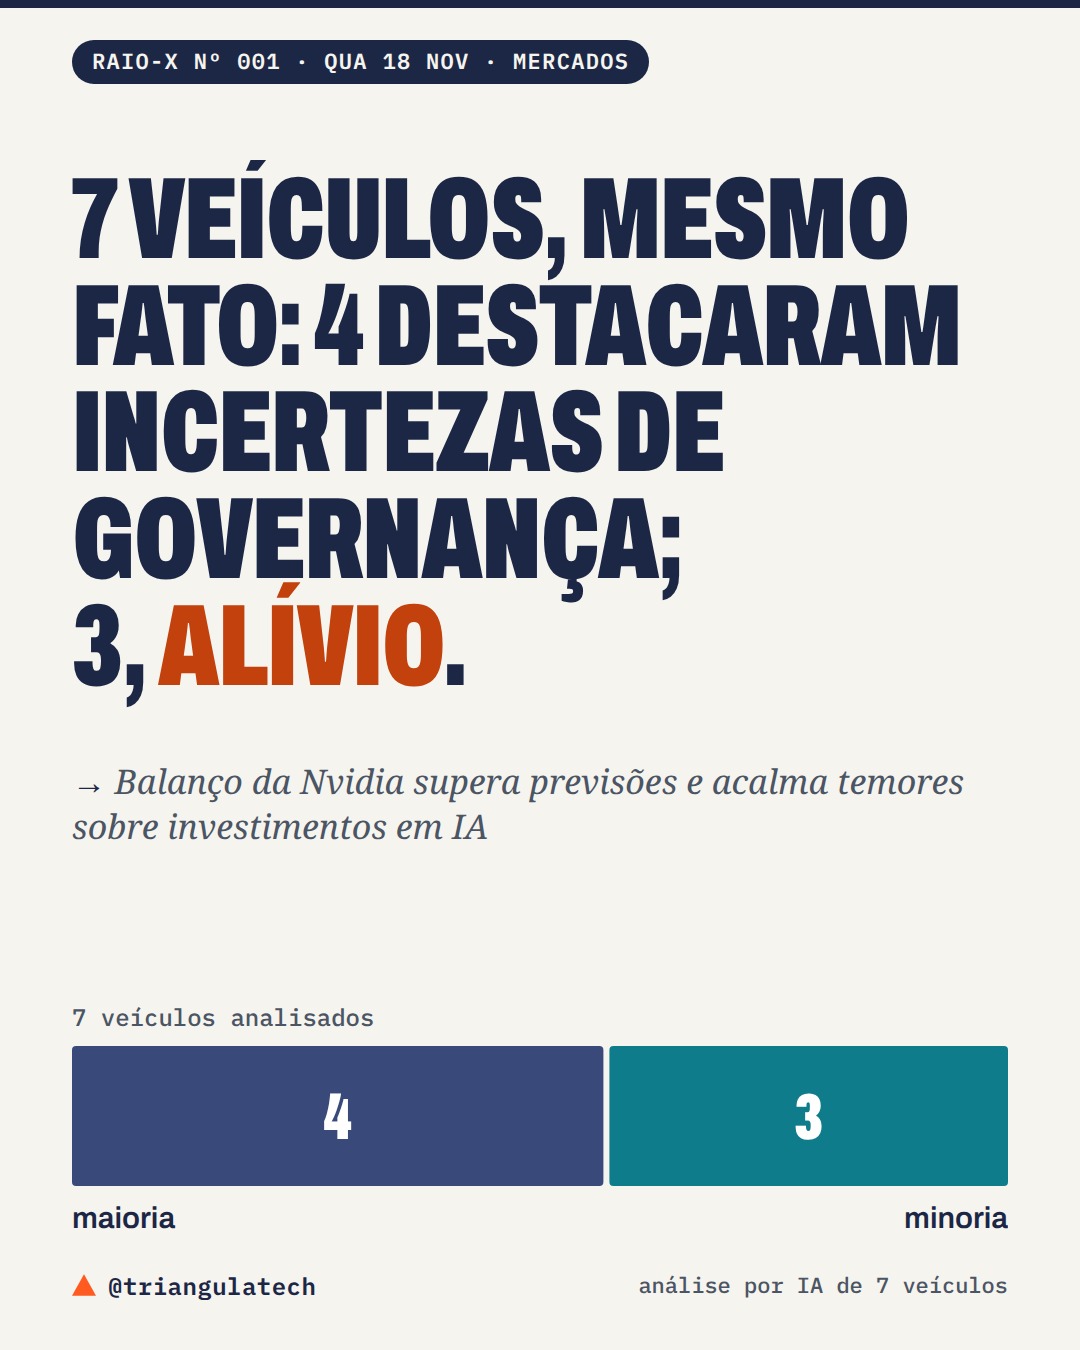 RAIO-X Nº 001 · QUA 18 NOV · MERCADOS
7 VEÍCULOS, MESMO
FATO: 4 DESTACARAM
INCERTEZAS DE
GOVERNANÇA;
3, ALÍVIO.
→ Balanço da Nvidia supera previsões e acalma temores
sobre investimentos em IA
7 veículos analisados
4
3
maioria
minoria
@triangulatech
análise por IA de 7 veículos